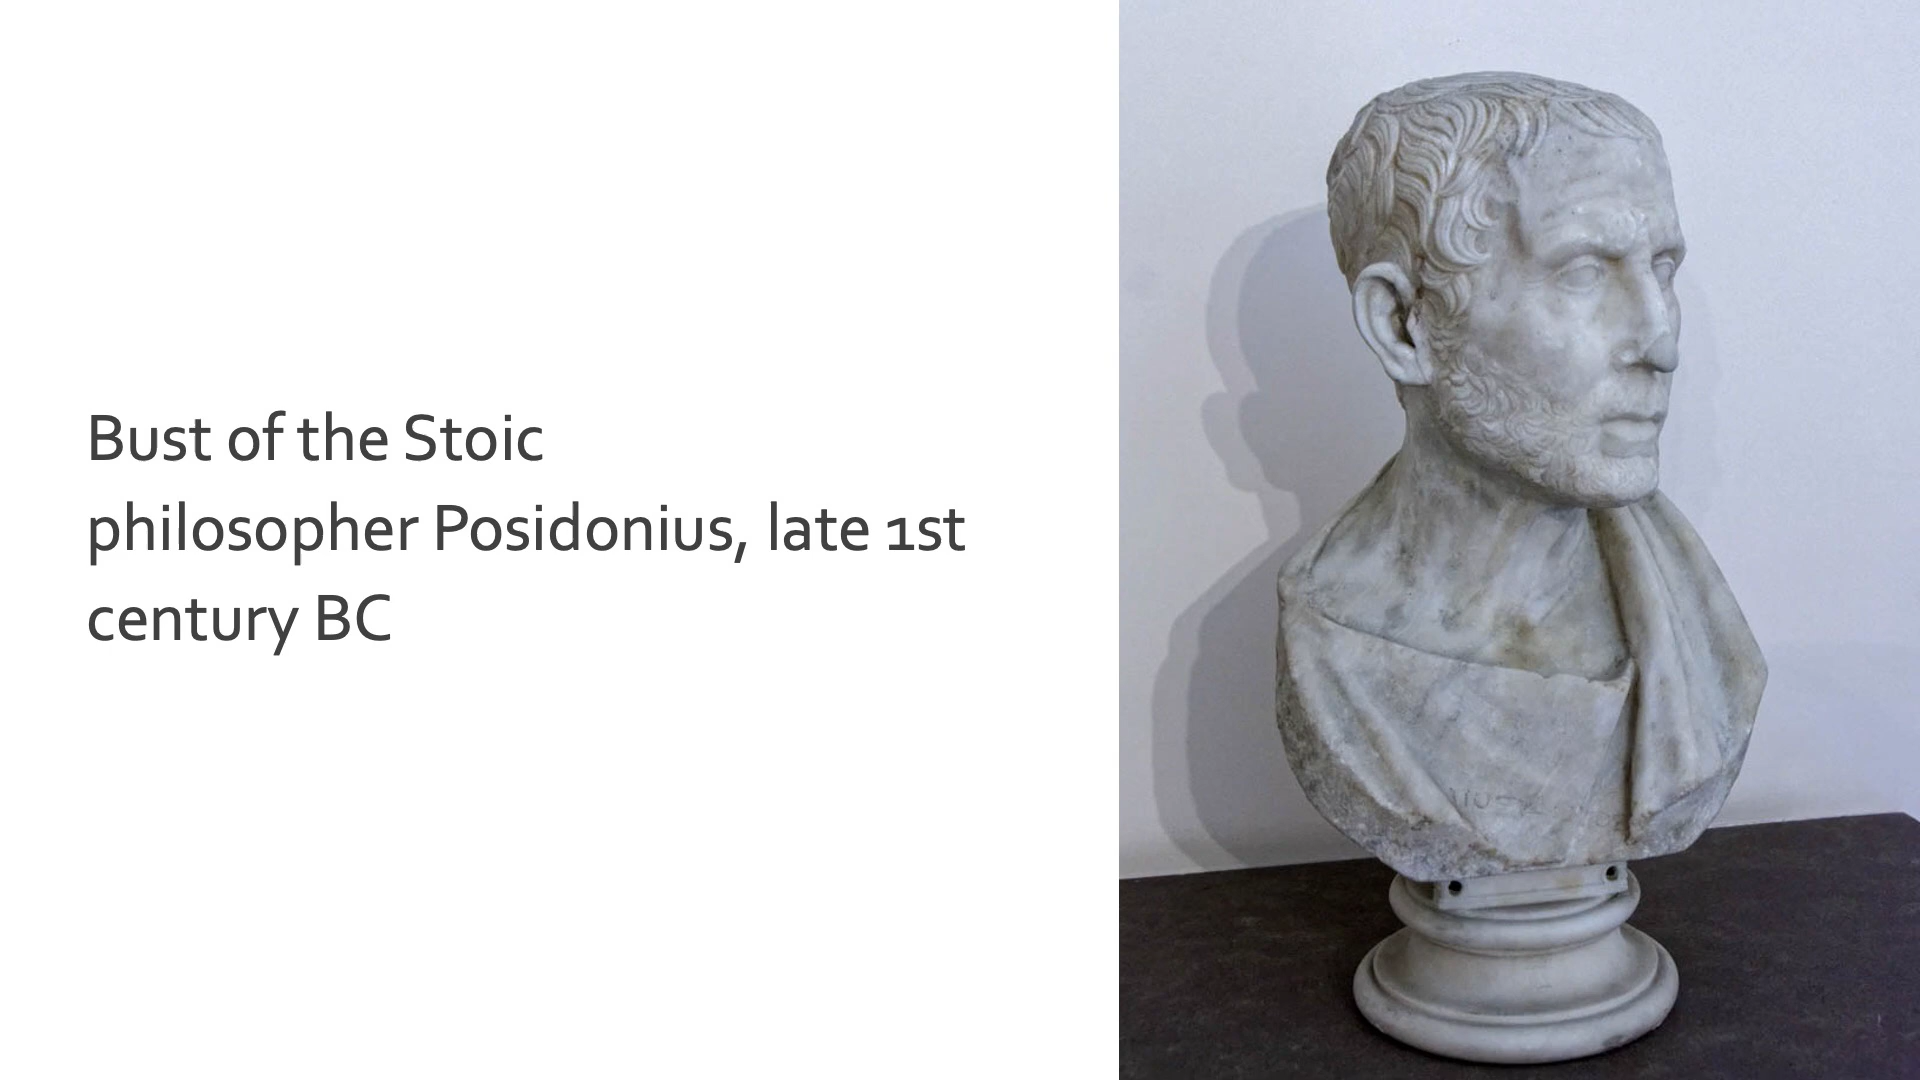 Bust of the Stoic
philosopher Posidonius, late 1st
century BC